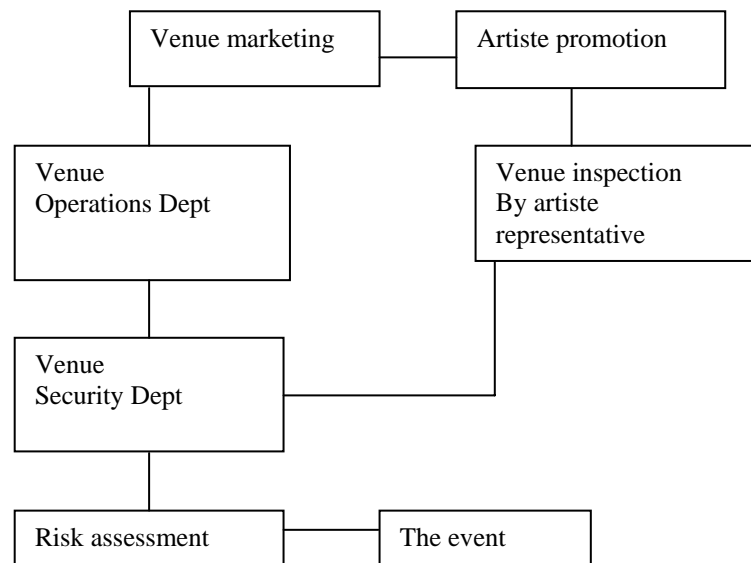 Venue marketing
Artiste promotion
Venue
Operations Dept
Venue inspection
By artiste
representative
Venue
Security Dept
Risk assessment
The event